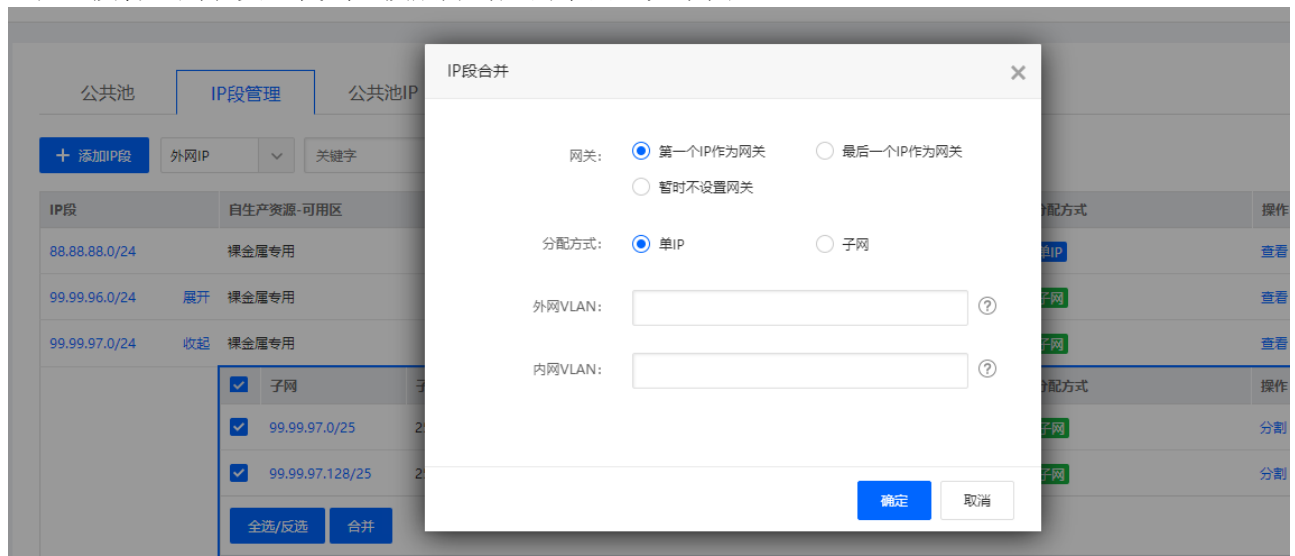 IP段合并
公共池
IP段管理
公共池IP
添加IP段
外网IP
关键字
网关:
第一个IP作为网关
最后一个IP作为网关
暂时不设置网关
IP段
自生产资源-可用区
分配方式
操作
分配方式:
单IP
子网
88.88.88.0/24
裸金属专用
单IP
查看
99.99.96.0/24
展开
裸金属专用
子网
查看
外网VLAN:
99.99.97.0/24
收起
裸金属专用
子网
查看
内网VLAN:
子网
分配方式
操作
99.99.97.0/25
子网
分割
99.99.97.128/25
子网
分割
确定
取消
全选/反选
合并